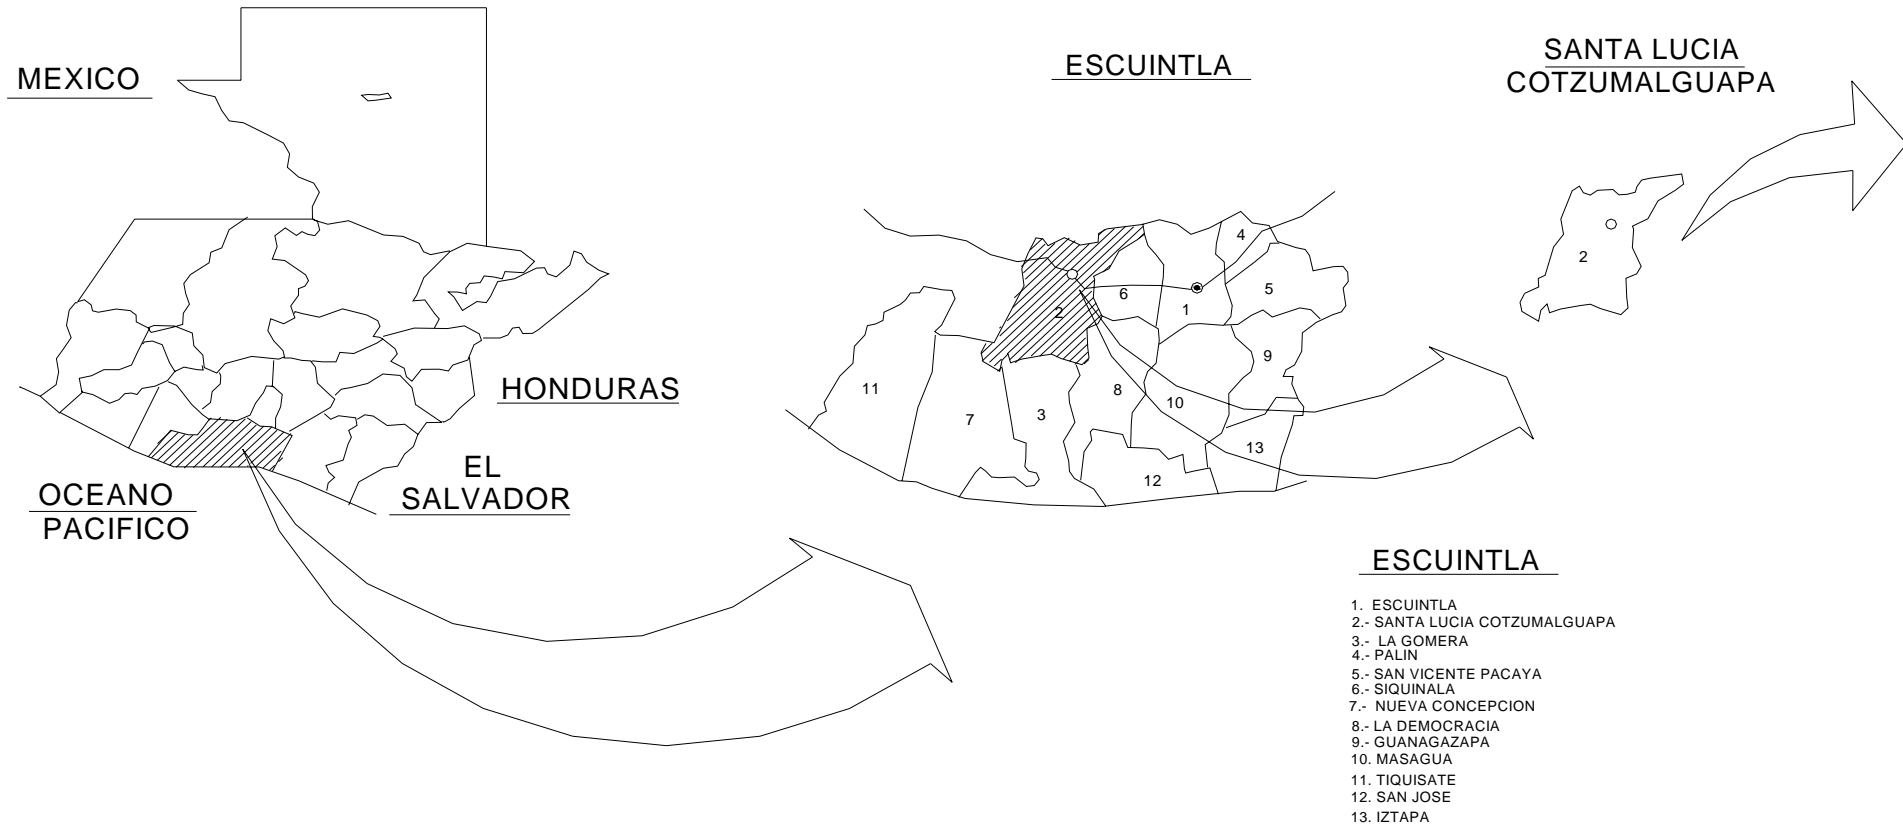 MEXICO
HONDURAS
EL
SALVADOR
OCEANO
PACIFICO
ESCUINTLA
4
5
6
1
2
9
11
8
10
7
3
13
12
SANTA LUCIA
COTZUMALGUAPA
2
ESCUINTLA
1. ESCUINTLA
2.- SANTA LUCIA COTZUMALGUAPA
3.- LA GOMERA
4.- PALIN
5.- SAN VICENTE PACAYA
6.- SIQUINALA
7.- NUEVA CONCEPCION
8.- LA DEMOCRACIA
9.- GUANAGAZAPA
10. MASAGUA
11. TIQUISATE
12. SAN JOSE
13. IZTAPA